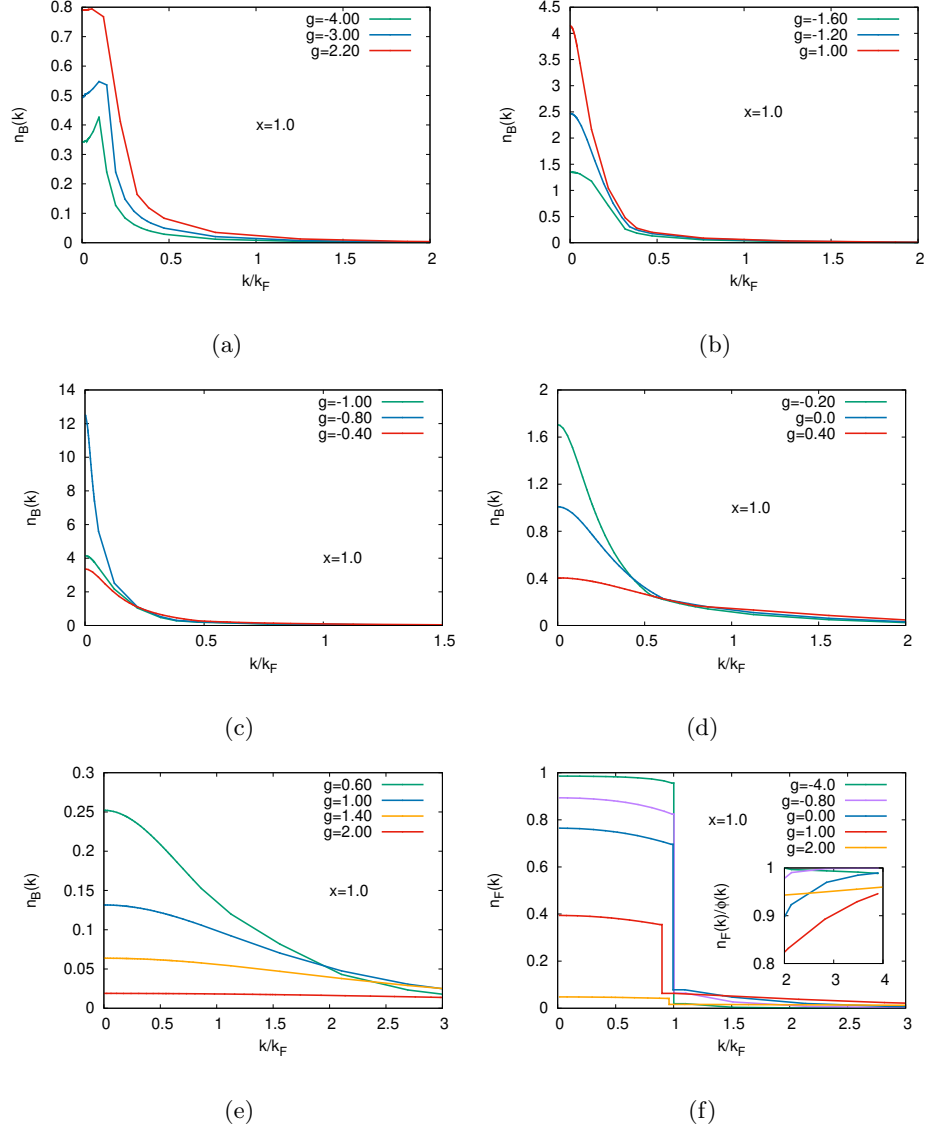 0.8
0.7
0.6
0.5
0.4
0.3
0.2
0.1
0
n_B(k)
g=-4.00
g=-3.00
g=2.20
x=1.0
0 0.5 1 1.5 2
k/k_F
(a)
4.5
4
3.5
3
2.5
2
1.5
1
0.5
0
n_B(k)
g=-1.60
g=-1.20
g=1.00
x=1.0
0 0.5 1 1.5 2
k/k_F
(b)
14
12
10
8
6
4
2
0
n_B(k)
g=-1.00
g=-0.80
g=-0.40
x=1.0
0 0.5 1 1.5
k/k_F
(c)
2
1.6
1.2
0.8
0.4
0
n_B(k)
g=-0.20
g=0.0
g=0.40
x=1.0
0 0.5 1 1.5 2
k/k_F
(d)
0.3
0.25
0.2
0.15
0.1
0.05
0
n_B(k)
g=0.60
g=1.00
g=1.40
g=2.00
x=1.0
0 0.5 1 1.5 2 2.5 3
k/k_F
(e)
1
0.8
0.6
0.4
0.2
0
n_F(k)
g=-4.0
g=-0.80
g=0.00
g=1.00
g=2.00
x=1.0
1
0.9
0.8
n_F(k)/ϕ(k)
2 3 4
0 0.5 1 1.5 2 2.5 3
k/k_F
(f)